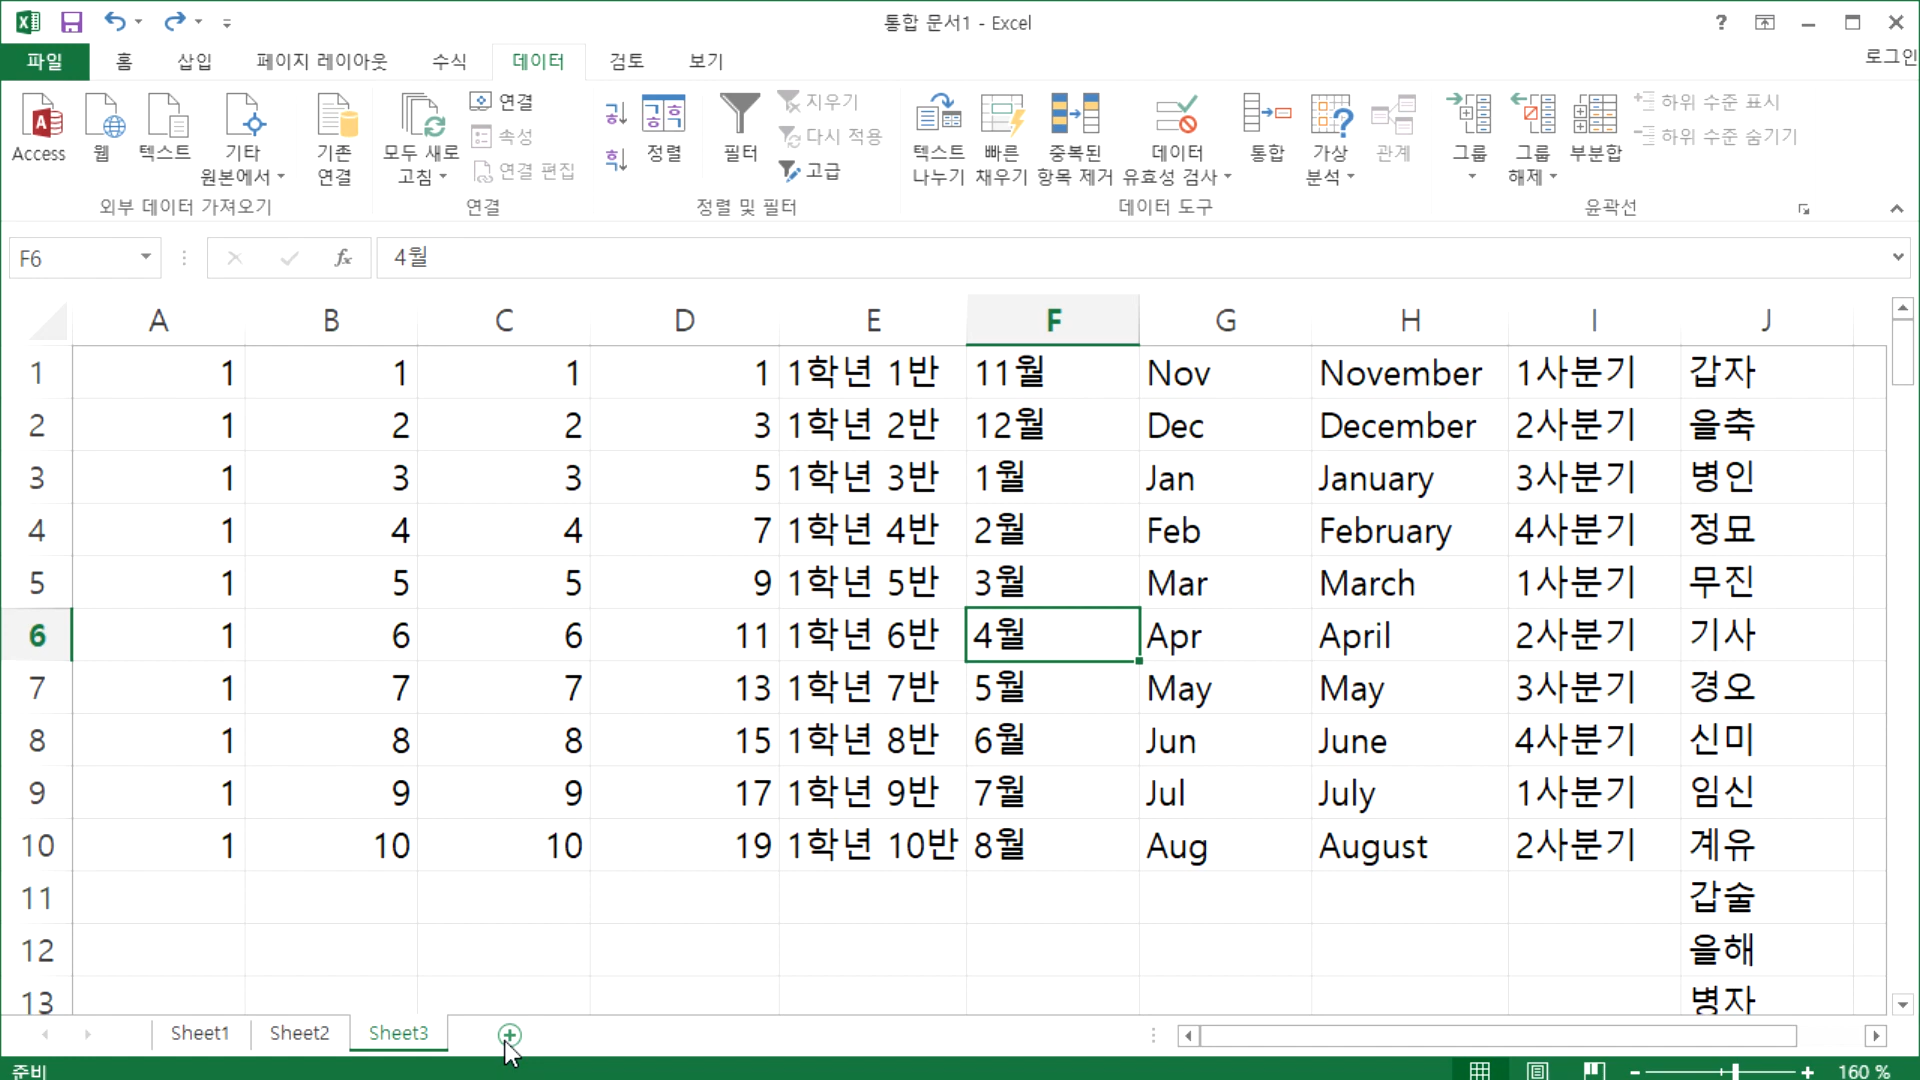 통합 문서1 - Excel
?
파일 홈 삽입 페이지 레이아웃 수식 데이터 검토 보기 로그인
Access
웹
텍스트
기타
원본에서
기존
연결
모두 새로
고침
연결
속성
연결 편집
정렬
필터
지우기
다시 적용
고급
텍스트
나누기
빠른
채우기
중복된
항목 제거
데이터
유효성 검사
통합
가상
분석
관계
그룹
그룹
해제
부분합
하위 수준 표시
하위 수준 숨기기
외부 데이터 가져오기 연결 정렬 및 필터 데이터 도구 윤곽선
F6 fx 4월
A B C D E F G H I J
1 1 1 1 1 1학년 1반 11월 Nov November 1사분기 갑자
2 1 2 2 3 1학년 2반 12월 Dec December 2사분기 을축
3 1 3 3 5 1학년 3반 1월 Jan January 3사분기 병인
4 1 4 4 7 1학년 4반 2월 Feb February 4사분기 정묘
5 1 5 5 9 1학년 5반 3월 Mar March 1사분기 무진
6 1 6 6 11 1학년 6반 4월 Apr April 2사분기 기사
7 1 7 7 13 1학년 7반 5월 May May 3사분기 경오
8 1 8 8 15 1학년 8반 6월 Jun June 4사분기 신미
9 1 9 9 17 1학년 9반 7월 Jul July 1사분기 임신
10 1 10 10 19 1학년 10반 8월 Aug August 2사분기 계유
11 갑술
12 을해
13 병자
Sheet1 Sheet2 Sheet3
준비 160 %